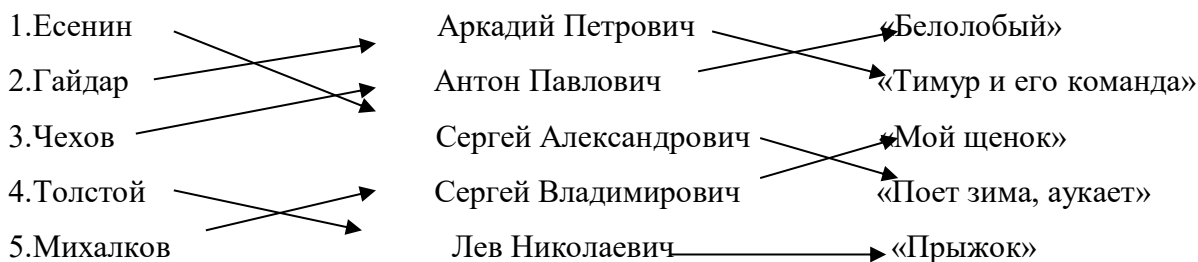 1.Есенин Аркадий Петрович «Белолобый»
2.Гайдар Антон Павлович «Тимур и его команда»
3.Чехов Сергей Александрович «Мой щенок»
4.Толстой Сергей Владимирович «Поет зима, аукает»
5.Михалков Лев Николаевич «Прыжок»